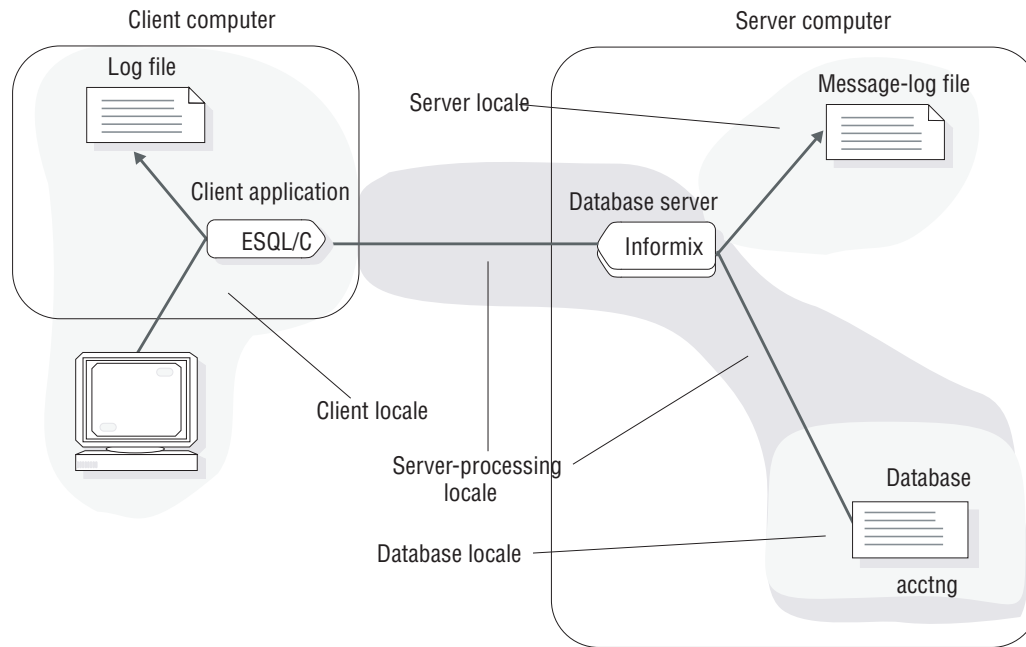 Client computer
Server computer
Log file
Message-log file
Server locale
Client application
Database server
ESQL/C
Informix
Client locale
Server-processing
locale
Database
Database locale
acctng